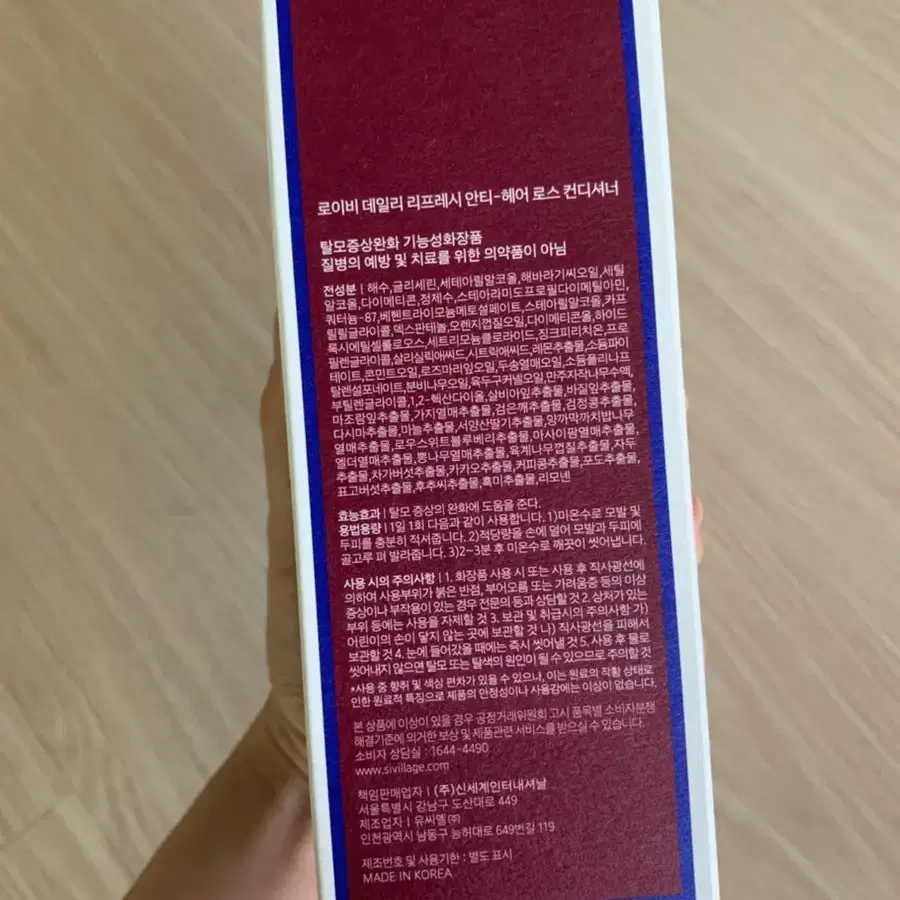 로이비 데일리 리프레시 안티-헤어 로스 컨디셔너
탈모증상완화 기능성화장품
질병의 예방 및 치료를 위한 의약품이 아님
전성분 | 해수,글리세린,세테아릴알코올,해바라기씨오일,세틸
알코올,다이메티콘,정제수,스테아라미도프로필다이메틸아민,
쿼터늄-87,베헨트라이모늄메토설페이트,스테아릴알코올,카프
릴릴글라이콜,덱스판테놀,오렌지껍질오일,다이메티콘올,하이드
록시에틸셀룰로오스,세트리모늄클로라이드,징크피리치온,프로
필렌글라이콜,살리실릭애씨드,시트릭애씨드,레몬추출물,소듐파이
테이트,콘민트오일,로즈마리잎오일,두송열매오일,소듐폴리나프
탈렌설포네이트,분비나무오일,육두구커넬오일,만주자작나무수액,
부틸렌글라이콜,1,2-헥산다이올,살비아잎추출물,바질잎추출물,
마조람잎추출물,가지열매추출물,검은깨추출물,검정콩추출물,
다시마추출물,마늘추출물,서양산딸기추출물,양까막까치밥나무
열매추출물,로우스위트블루베리추출물,아사이팜열매추출물,
엘더열매추출물,뽕나무열매추출물,육계나무껍질추출물,자두
추출물,차가버섯추출물,카카오추출물,커피콩추출물,포도추출물,
표고버섯추출물,후추씨추출물,흑미추출물,리모넨
효능효과 | 탈모 증상의 완화에 도움을 준다.
용법용량 | 1일 1회 다음과 같이 사용합니다. 1)미온수로 모발 및
두피를 충분히 적셔줍니다. 2)적당량을 손에 덜어 모발과 두피에
골고루 펴 발라줍니다. 3)2~3분 후 미온수로 깨끗이 씻어냅니다.
사용 시의 주의사항 | 1. 화장품 사용 시 또는 사용 후 직사광선에
의하여 사용부위가 붉은 반점, 부어오름 또는 가려움증 등의 이상
증상이나 부작용이 있는 경우 전문의 등과 상담할 것 2. 상처가 있는
부위 등에는 사용을 자제할 것 3. 보관 및 취급시의 주의사항 가)
어린이의 손이 닿지 않는 곳에 보관할 것 나) 직사광선을 피해서
보관할 것 4. 눈에 들어갔을 때에는 즉시 씻어낼 것 5. 사용 후 물로
씻어내지 않으면 탈모 또는 탈색의 원인이 될 수 있으므로 주의할 것
*사용 중 향취 및 색상 편차가 있을 수 있으나, 이는 원료의 작황 상태로
인한 원료적 특징으로 제품의 안정성이나 사용감에는 이상이 없습니다.
본 상품에 이상이 있을 경우 공정거래위원회 고시 품목별 소비자분쟁
해결기준에 의거한 보상 및 제품관련 서비스를 받으실 수 있습니다.
소비자 상담실 : 1644-4490
www.sivillage.com
책임판매업자 | (주)신세계인터내셔날
서울특별시 강남구 도산대로 449
제조업자 | 유씨엘㈜
인천광역시 남동구 능허대로 649번길 119
제조번호 및 사용기한 : 별도 표시
MADE IN KOREA